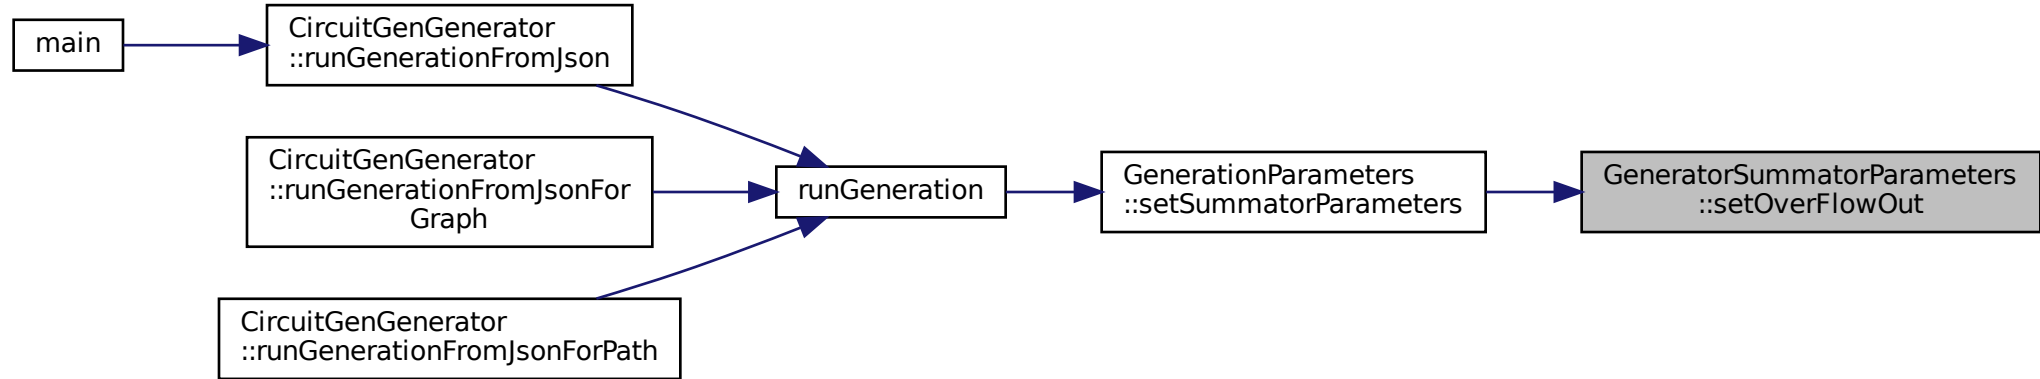 main
CircuitGenGenerator
::runGenerationFromJson
CircuitGenGenerator
::runGenerationFromJsonFor
Graph
CircuitGenGenerator
::runGenerationFromJsonForPath
runGeneration
GenerationParameters
::setSummatorParameters
GeneratorSummatorParameters
::setOverFlowOut